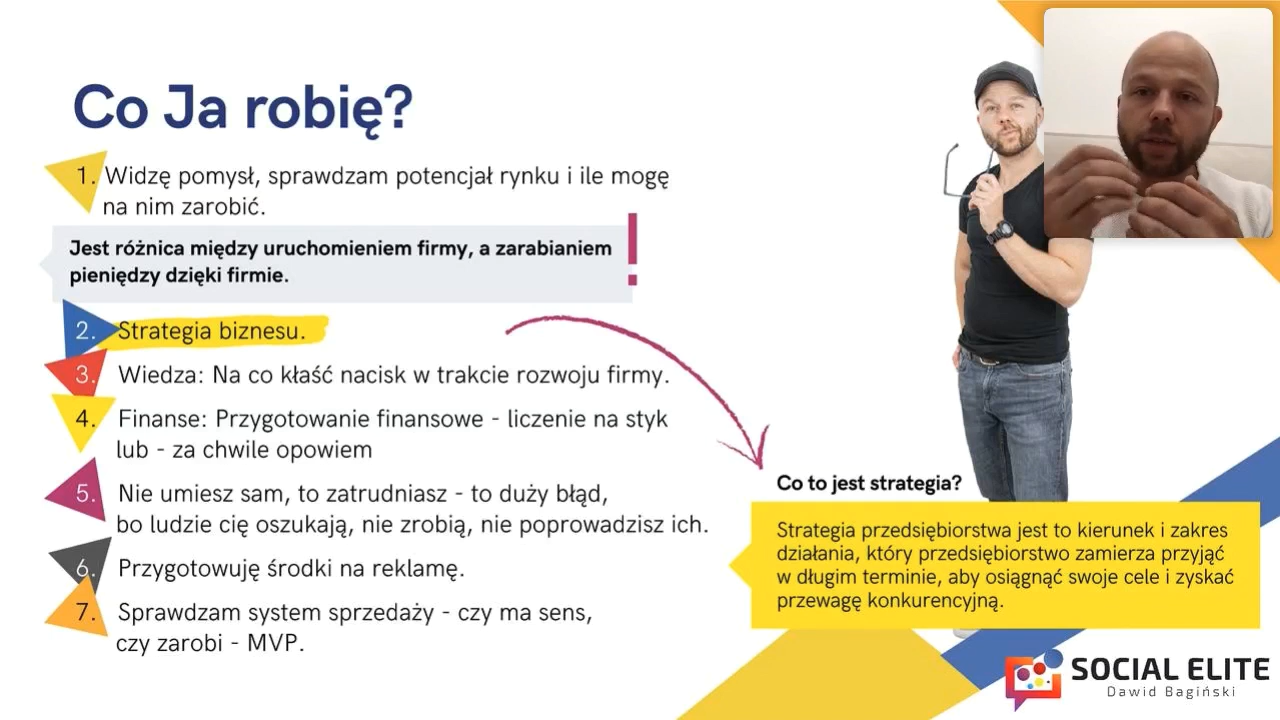 Co Ja robię?
1. Widzę pomysł, sprawdzam potencjał rynku i ile mogę
na nim zarobić.
Jest różnica między uruchomieniem firmy, a zarabianiem
pieniędzy dzięki firmie.
!
2. Strategia biznesu.
3. Wiedza: Na co kłaść nacisk w trakcie rozwoju firmy.
4. Finanse: Przygotowanie finansowe - liczenie na styk
lub - za chwile opowiem
5. Nie umiesz sam, to zatrudniasz - to duży błąd,
bo ludzie cię oszukają, nie zrobią, nie poprowadzisz ich.
6. Przygotowuję środki na reklamę.
7. Sprawdzam system sprzedaży - czy ma sens,
czy zarobi - MVP.
Co to jest strategia?
Strategia przedsiębiorstwa jest to kierunek i zakres
działania, który przedsiębiorstwo zamierza przyjąć
w długim terminie, aby osiągnąć swoje cele i zyskać
przewagę konkurencyjną.
SOCIAL ELITE
Dawid Bagiński